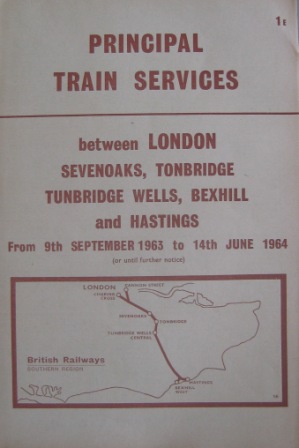 1E
PRINCIPAL
TRAIN SERVICES
between LONDON
SEVENOAKS, TONBRIDGE
TUNBRIDGE WELLS, BEXHILL
and HASTINGS
From 9th SEPTEMBER 1963 to 14th JUNE 1964
(or until further notice)
LONDON
CANNON STREET
CHARING
CROSS
SEVENOAKS
TONBRIDGE
TUNBRIDGE WELLS
CENTRAL
British Railways
SOUTHERN REGION
HASTINGS
BEXHILL
WEST